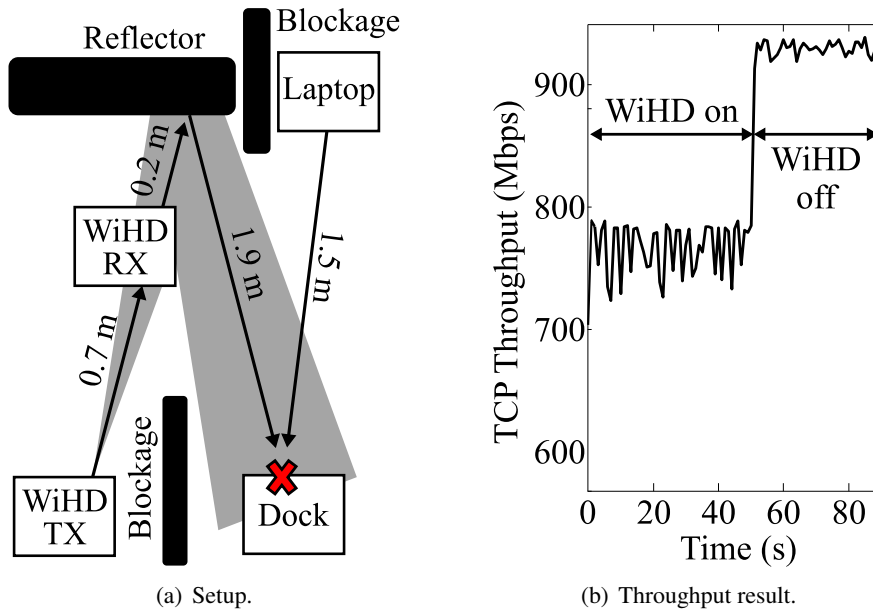 Reflector
Blockage
Laptop
0.2 m
WiHD
RX
1.9 m
1.5 m
0.7 m
Blockage
WiHD
TX
Dock
(a) Setup.
TCP Throughput (Mbps)
900
800
700
600
WiHD on
WiHD
off
0 20 40 60 80
Time (s)
(b) Throughput result.